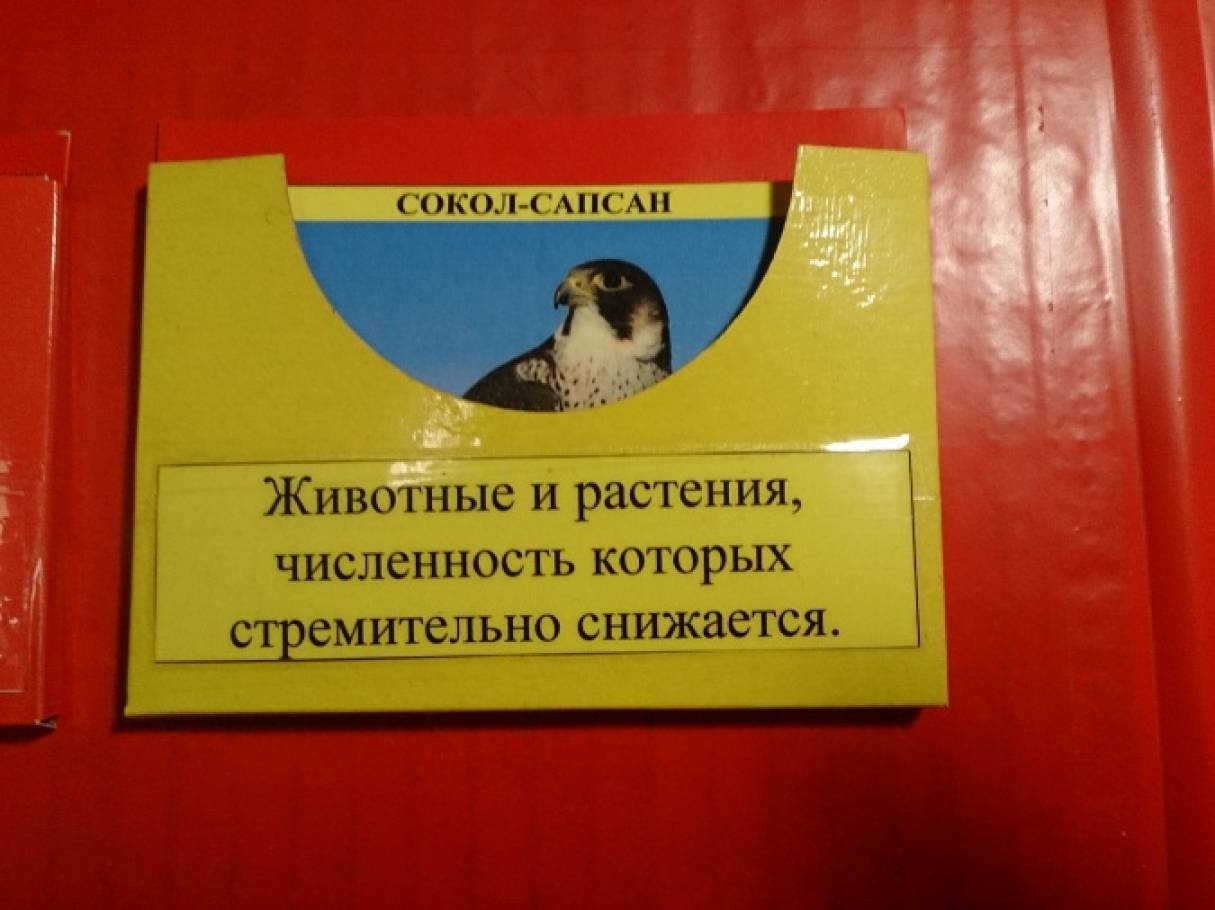 СОКОЛ-САПСАН
Животные и растения,
численность которых
стремительно снижается.